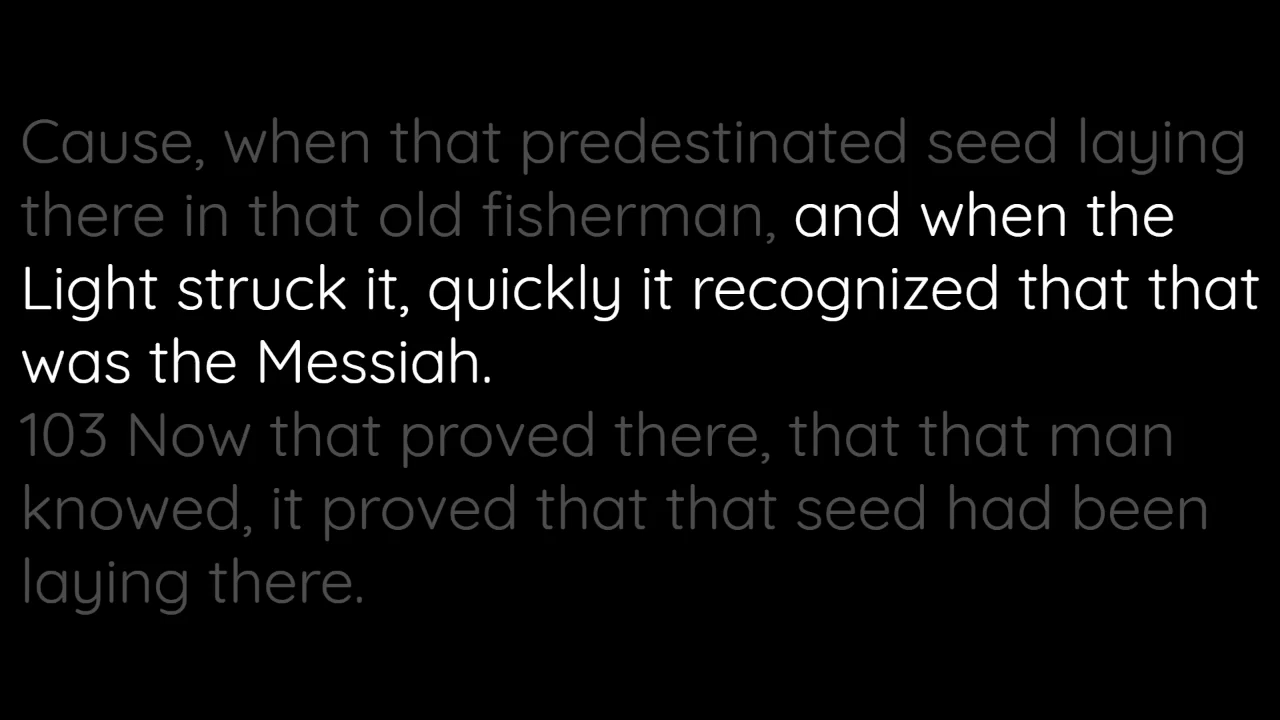 Cause, when that predestinated seed laying
there in that old fisherman, and when the
Light struck it, quickly it recognized that that
was the Messiah.
103 Now that proved there, that that man
knowed, it proved that that seed had been
laying there.